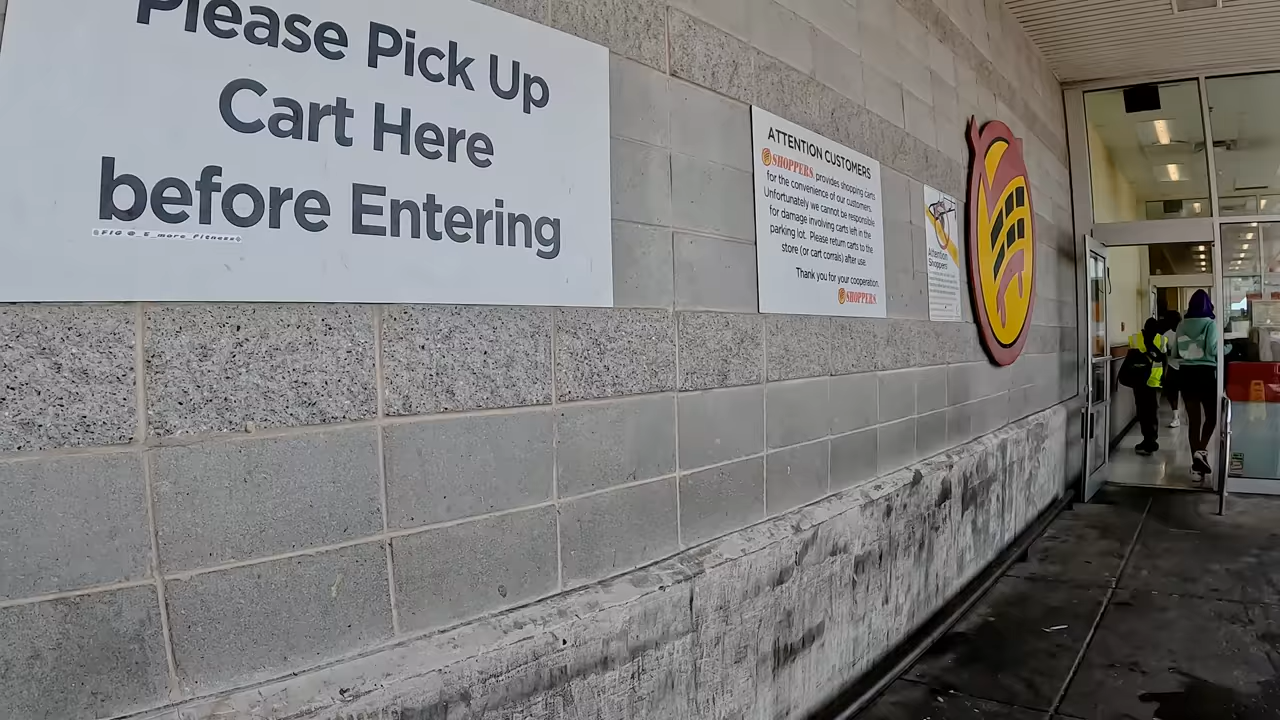 Please Pick Up
Cart Here
before Entering
ATTENTION CUSTOMERS
SHOPPERS provides shopping carts
for the convenience of our customers.
Unfortunately we cannot be responsible
for damage involving carts left in the
parking lot. Please return carts to the
store (or cart corrals) after use.
Thank you for your cooperation.
SHOPPERS
Attention
Shoppers!